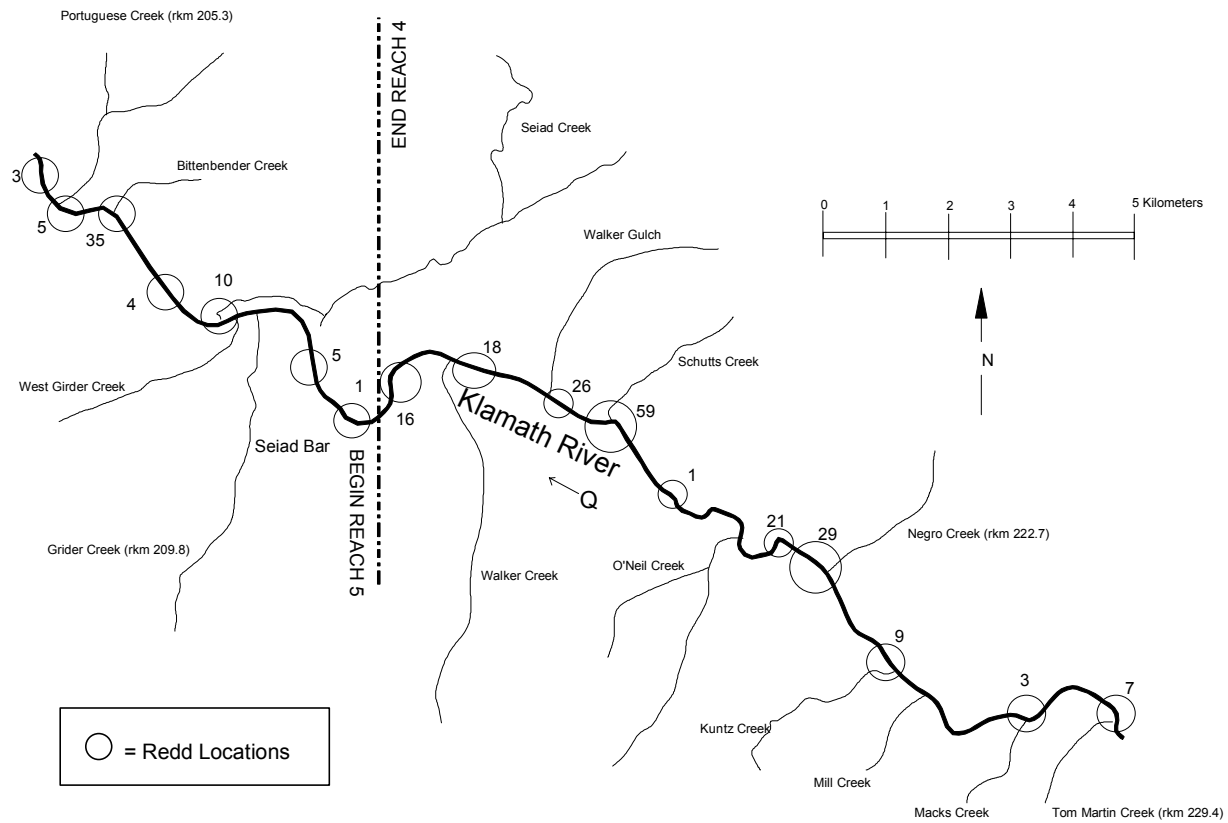 Portuguese Creek (rkm 205.3)
END REACH 4
Seiad Creek
Bittenbender Creek
3
5
35
0 1 2 3 4 5 Kilometers
Walker Gulch
10
4
N
Schutts Creek
5
18
West Girder Creek
1
16
26
59
Klamath River
Seiad Bar
BEGIN REACH 5
Q
1
21
29
Negro Creek (rkm 222.7)
Grider Creek (rkm 209.8)
O'Neil Creek
Walker Creek
9
3
7
Kuntz Creek
= Redd Locations
Mill Creek
Macks Creek
Tom Martin Creek (rkm 229.4)